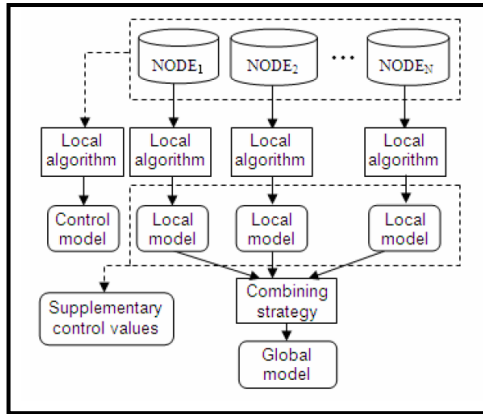 NODE₁ NODE₂ ... NODE_N
Local algorithm Local algorithm Local algorithm Local algorithm
Control model Local model Local model Local model
Supplementary control values
Combining strategy
Global model